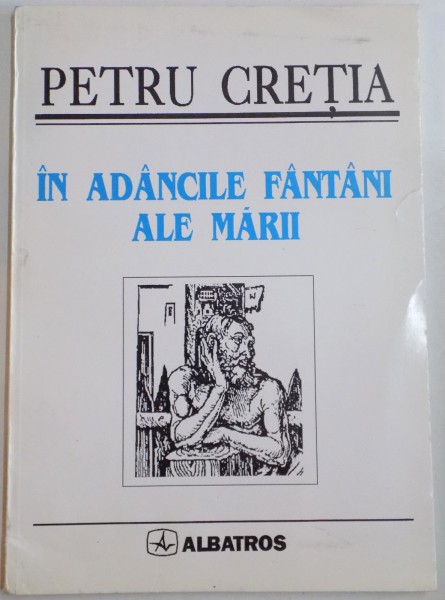 PETRU CREȚIA
ÎN ADÂNCILE FÂNTÂNI
ALE MĂRII
ALBATROS